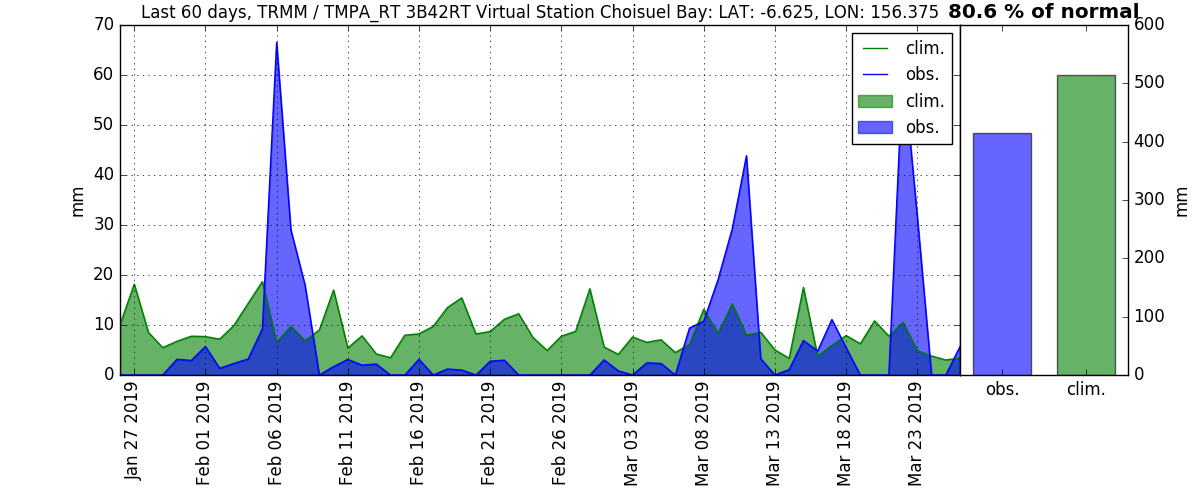 Last 60 days, TRMM / TMPA_RT 3B42RT Virtual Station Choisuel Bay: LAT: -6.625, LON: 156.375
80.6 % of normal
70
60
50
40
30
20
10
0
mm
clim.
obs.
clim.
obs.
Jan 27 2019
Feb 01 2019
Feb 06 2019
Feb 11 2019
Feb 16 2019
Feb 21 2019
Feb 26 2019
Mar 03 2019
Mar 08 2019
Mar 13 2019
Mar 18 2019
Mar 23 2019
600
500
400
300
200
100
0
mm
obs.
clim.